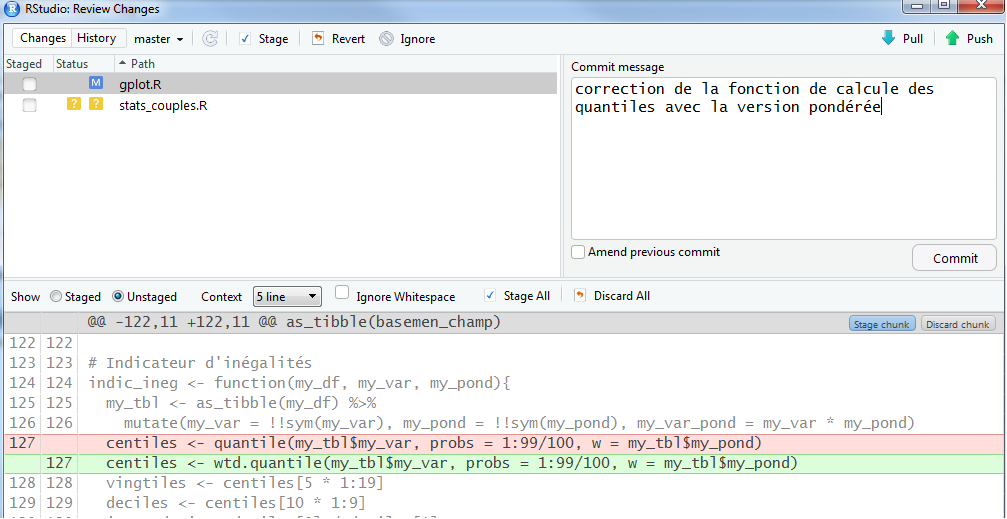 RStudio: Review Changes
Changes History master Stage Revert Ignore Pull Push
Staged Status Path
M gplot.R
? ? stats_couples.R
Commit message
correction de la fonction de calcule des
quantiles avec la version pondérée
Amend previous commit
Commit
Show Staged Unstaged Context 5 line Ignore Whitespace Stage All Discard All
@@ -122,11 +122,11 @@ as_tibble(basemen_champ) Stage chunk Discard chunk
122 122
123 123 # Indicateur d'inégalités
124 124 indic_ineg <- function(my_df, my_var, my_pond){
125 125 my_tbl <- as_tibble(my_df) %>%
126 126 mutate(my_var = !!sym(my_var), my_pond = !!sym(my_pond), my_var_pond = my_var * my_pond)
127 centiles <- quantile(my_tbl$my_var, probs = 1:99/100, w = my_tbl$my_pond)
127 centiles <- wtd.quantile(my_tbl$my_var, probs = 1:99/100, w = my_tbl$my_pond)
128 128 vingtiles <- centiles[5 * 1:19]
129 129 deciles <- centiles[10 * 1:9]